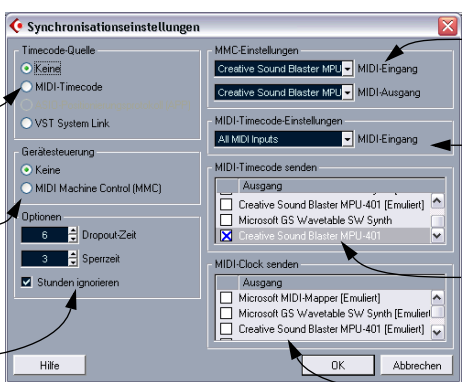 Synchronisationseinstellungen
Timecode-Quelle
Keine
MIDI-Timecode
VST System Link
Gerätesteuerung
Keine
MIDI Machine Control (MMC)
Optionen
6 Dropout-Zeit
3 Sperrzeit
Stunden ignorieren
Hilfe
MMC-Einstellungen
Creative Sound Blaster MPU MIDI-Eingang
Creative Sound Blaster MPU MIDI-Ausgang
MIDI-Timecode-Einstellungen
All MIDI Inputs MIDI-Eingang
MIDI-Timecode senden
Ausgang
Creative Sound Blaster MPU-401 [Emuliert]
Microsoft GS Wavetable SW Synth
Creative Sound Blaster MPU-401
MIDI-Clock senden
Ausgang
Microsoft MIDI-Mapper [Emuliert]
Microsoft GS Wavetable SW Synth [Emuliert
Creative Sound Blaster MPU-401 [Emuliert]
OK Abbrechen